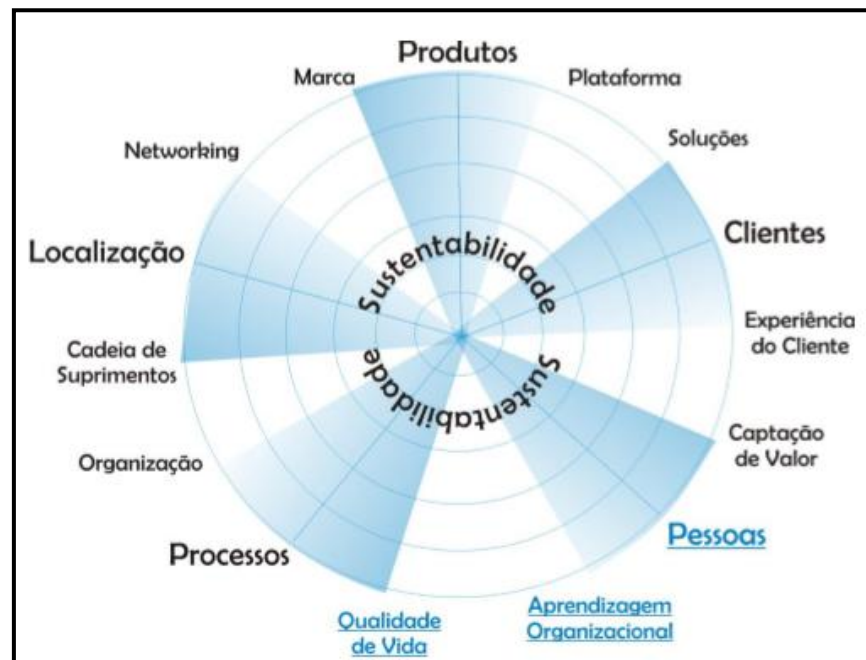 Produtos
Marca
Plataforma
Networking
Soluções
Localização
Clientes
Sustentabilidade
Sustentabilidade
Cadeia de
Suprimentos
Experiência
do Cliente
Organização
Captação
de Valor
Processos
Pessoas
Qualidade
de Vida
Aprendizagem
Organizacional